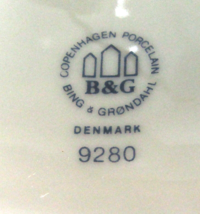 COPENHAGEN PORCELAIN
B&G
BING & GRØNDAHL
DENMARK
9280